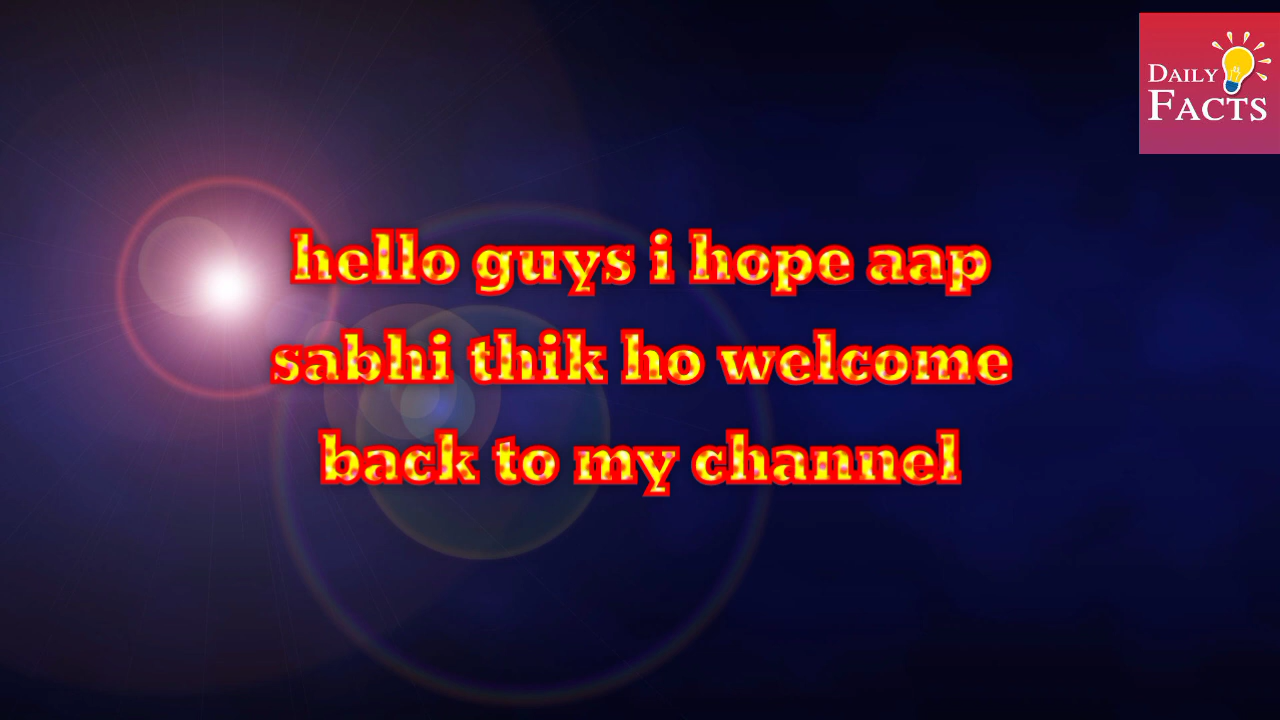 DAILY
FACTS
hello guys i hope aap
sabhi thik ho welcome
back to my channel